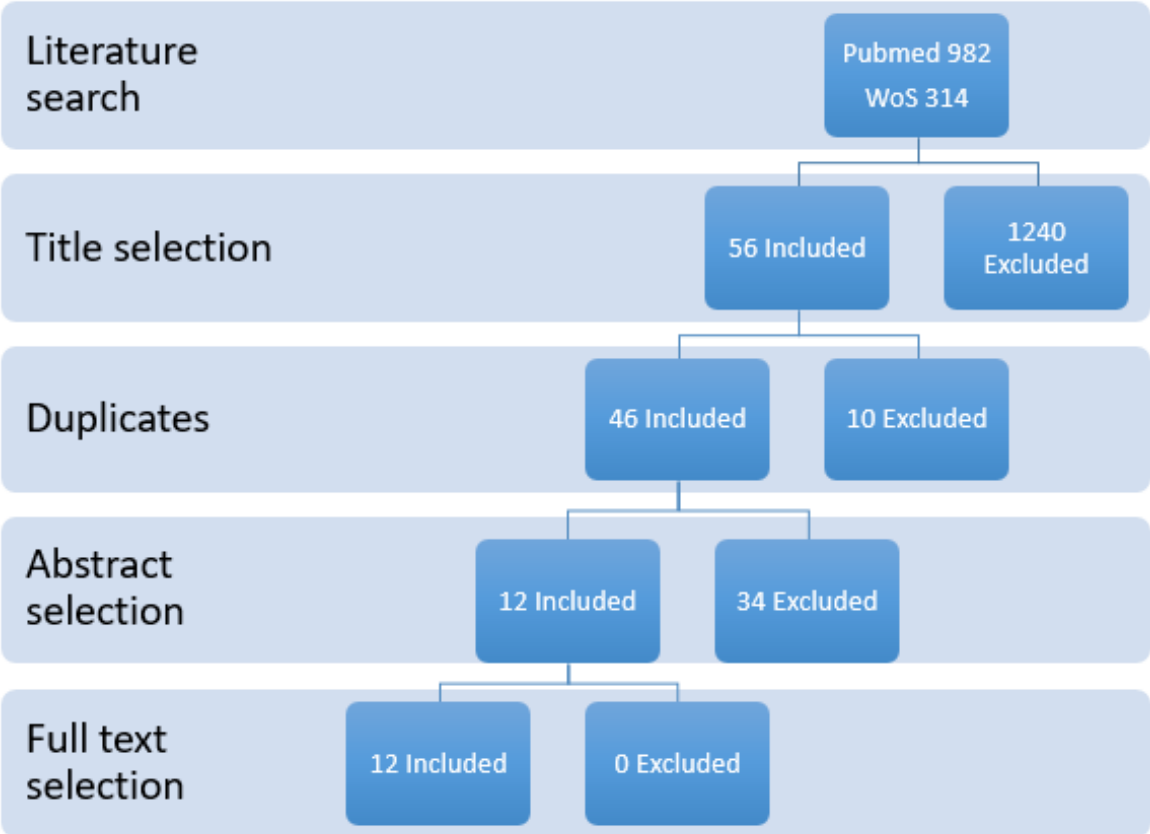 Literature
search
Pubmed 982
WoS 314
Title selection
56 Included
1240
Excluded
Duplicates
46 Included
10 Excluded
Abstract
selection
12 Included
34 Excluded
Full text
selection
12 Included
0 Excluded